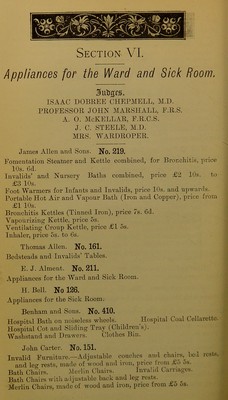 SECTION VI.
Appliances for the Ward and Sick Room.
Judges.
ISAAC DOBREE CHEPMELL, M.D.
PROFESSOR JOHN MARSHALL, F.R.S.
A. O. McKELLAR, F.R.C.S.
J. C. STEELE, M.D.
MRS. WARDROPER.
James Allen and Sons. No. 219.
Fomentation Steamer and Kettle combined, for Bronchitis, price
10s. 6d.
Invalids' and Nursery Baths combined, price £2 10s. to
£3 10s.
Foot Warmers for Infants and Invalids, price 10s. and upwards.
Portable Hot Air and Vapour Bath (Iron and Copper), price from
£1 10s.
Bronchitis Kettles (Tinned Iron), price 7s. 6d.
Vapourizing Kettle, price 5s.
Ventilating Croup Kettle, price £1 5s.
Inhaler, price 5s. to 6s.
Thomas Allen. No. 161.
Bedsteads and Invalids' Tables.
E. J. Alment. No. 211.
Appliances for the Ward and Sick Room.
H. Bell. No 126.
Appliances for the Sick Room.
Benham and Sons. No. 410.
Hospital Bath on noiseless wheels. Hospital Coal Cellarette.
Hospital Cot and Sliding Tray (Children's).
Washstand and Drawers. Clothes Bin.
John Carter. No. 151.
Invalid Furniture.—Adjustable couches and chairs, bed rests,
and leg rests, made of wood and iron, price from £5 5s.
Bath Chairs. Merlin Chairs. Invalid Carriages.
Bath Chairs with adjustable back and leg rests.
Merlin Chairs, made of wood and iron, price from £5 5s.